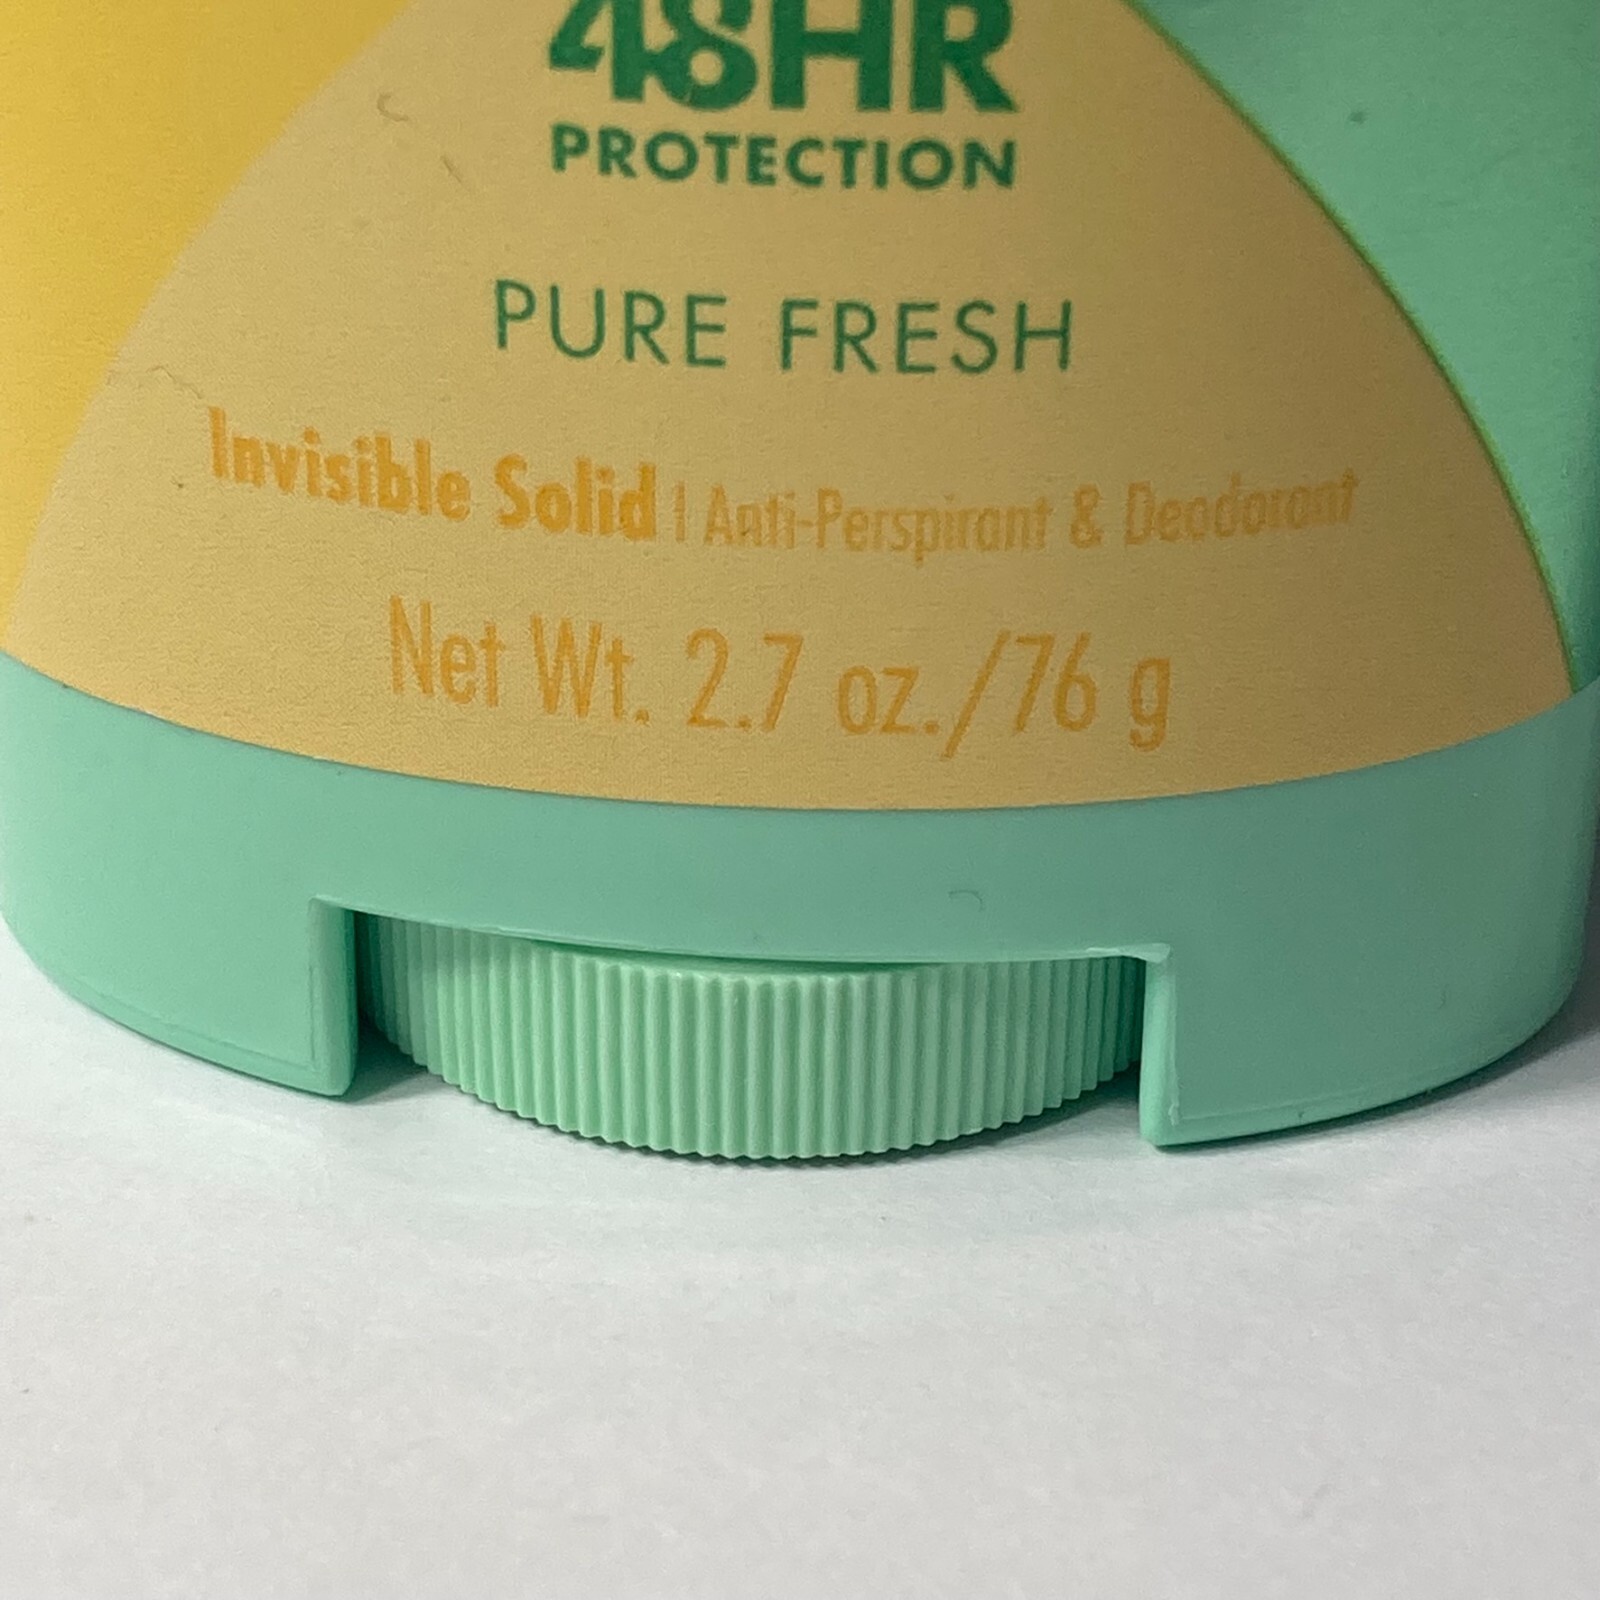 48HR
PROTECTION
PURE FRESH
Invisible Solid | Anti-Perspirant & Deodorant
Net Wt. 2.7 oz./76 g